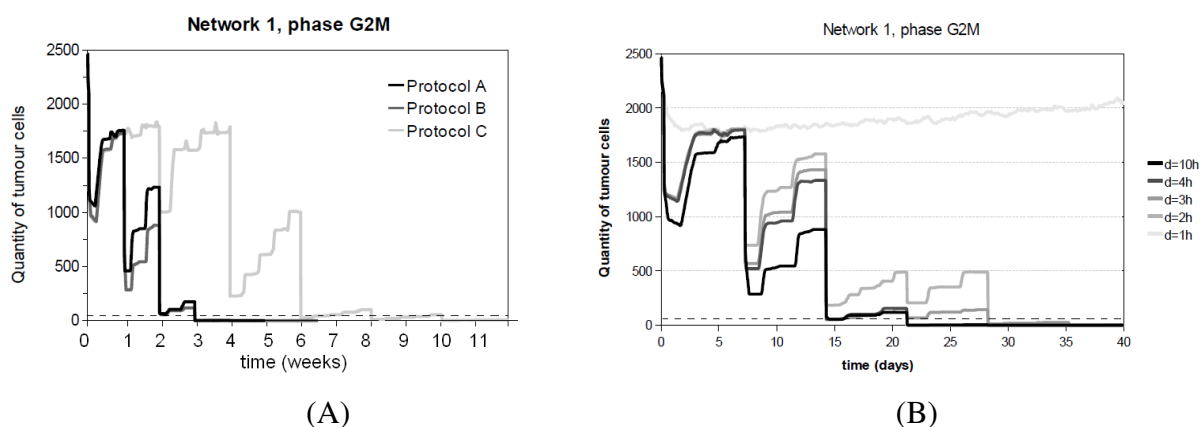 Network 1, phase G2M
Quantity of tumour cells
2500
2000
1500
1000
500
0
Protocol A
Protocol B
Protocol C
0 1 2 3 4 5 6 7 8 9 10 11
time (weeks)
(A)
Network 1, phase G2M
Quantity of tumour cells
2500
2000
1500
1000
500
0
0 5 10 15 20 25 30 35 40
time (days)
d=10h
d=4h
d=3h
d=2h
d=1h
(B)